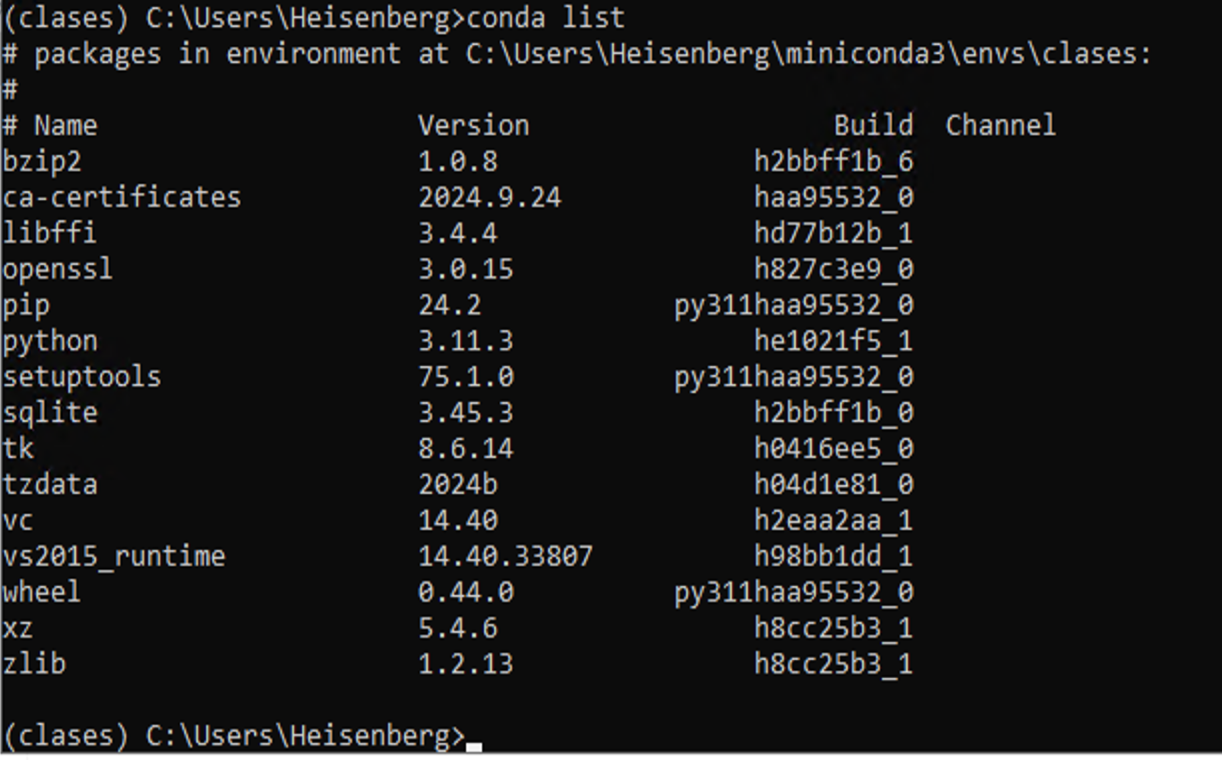 (clases) C:\Users\Heisenberg>conda list
# packages in environment at C:\Users\Heisenberg\miniconda3\envs\clases:
#
# Name                    Version                   Build  Channel
bzip2                     1.0.8                h2bbff1b_6
ca-certificates           2024.9.24            haa95532_0
libffi                    3.4.4                hd77b12b_1
openssl                   3.0.15               h827c3e9_0
pip                       24.2            py311haa95532_0
python                    3.11.3               he1021f5_1
setuptools                75.1.0          py311haa95532_0
sqlite                    3.45.3               h2bbff1b_0
tk                        8.6.14               h0416ee5_0
tzdata                    2024b                h04d1e81_0
vc                        14.40                h2eaa2aa_1
vs2015_runtime            14.40.33807          h98bb1dd_1
wheel                     0.44.0          py311haa95532_0
xz                        5.4.6                h8cc25b3_1
zlib                      1.2.13               h8cc25b3_1
(clases) C:\Users\Heisenberg>